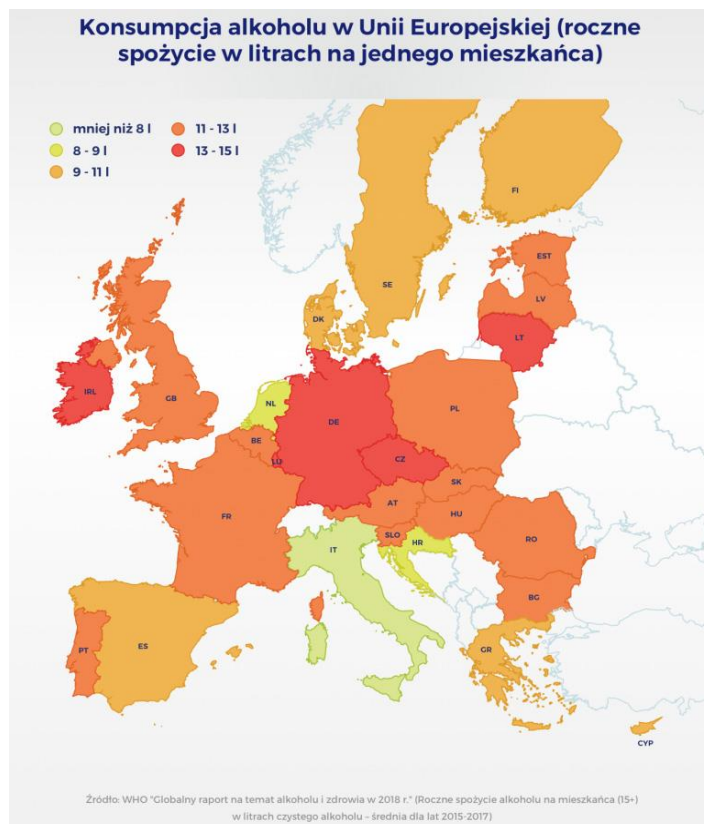 Konsumpcja alkoholu w Unii Europejskiej (roczne
spożycie w litrach na jednego mieszkańca)
mniej niż 8 l
11 - 13 l
8 - 9 l
13 - 15 l
9 - 11 l
FI
SE
EST
LV
DK
LT
IRL
GB
NL
PL
BE
DE
LU
CZ
SK
FR
AT
HU
SLO
RO
HR
IT
BG
PT
ES
GR
CYP
Źródło: WHO "Globalny raport na temat alkoholu i zdrowia w 2018 r." (Roczne spożycie alkoholu na mieszkańca (15+)
w litrach czystego alkoholu - średnia dla lat 2015-2017)